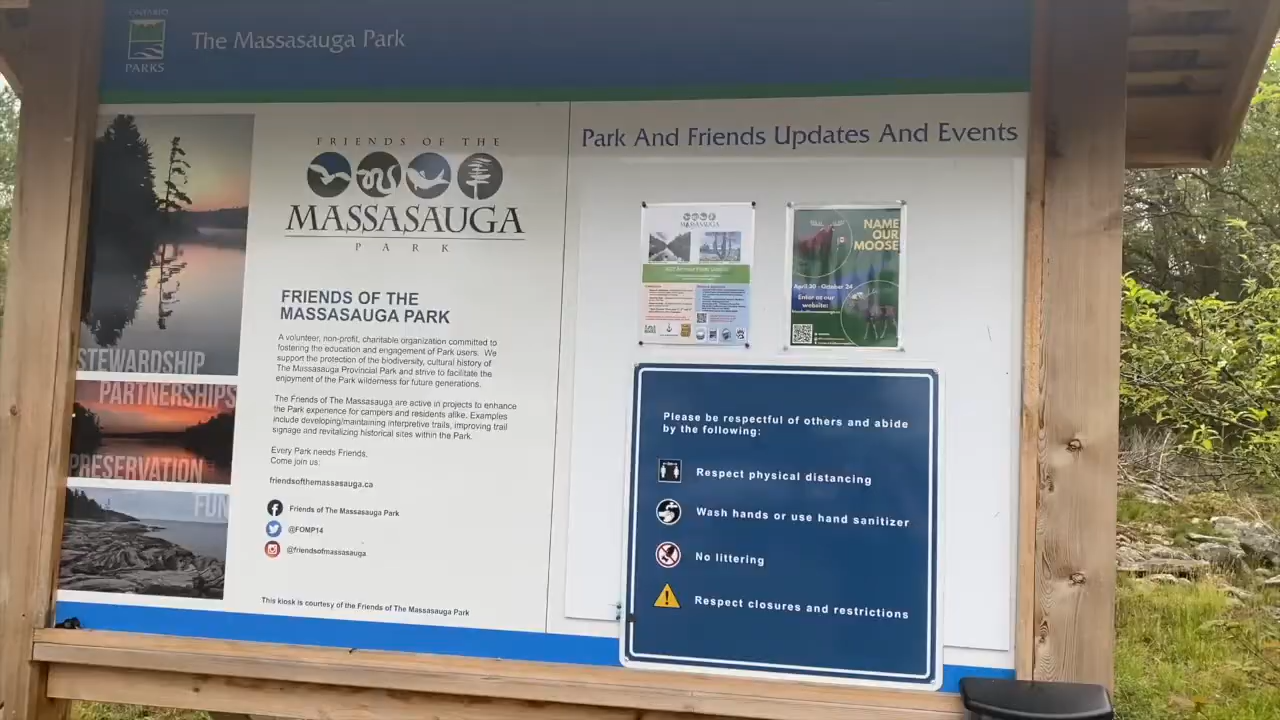 ONTARIO
PARKS
The Massasauga Park
STEWARDSHIP
PARTNERSHIPS
PRESERVATION
FUN
FRIENDS OF THE
MASSASAUGA
PARK
FRIENDS OF THE
MASSASAUGA PARK
A volunteer, non-profit, charitable organization committed to
fostering the education and engagement of Park users. We
support the protection of the biodiversity, cultural history of
The Massasauga Provincial Park and strive to facilitate the
enjoyment of the Park wilderness for future generations.
The Friends of The Massasauga are active in projects to enhance
the Park experience for campers and residents alike. Examples
include developing/maintaining interpretive trails, improving trail
signage and revitalizing historical sites within the Park.
Every Park needs Friends.
Come join us:
friendsofthemassasauga.ca
Friends of The Massasauga Park
@FOMP14
@friendsofmassasauga
This kiosk is courtesy of the Friends of The Massasauga Park
Park And Friends Updates And Events
MASSASAUGA
NAME
OUR
MOOSE
April 30 - October 24
Enter at our
website:
Please be respectful of others and abide
by the following:
Respect physical distancing
Wash hands or use hand sanitizer
No littering
Respect closures and restrictions